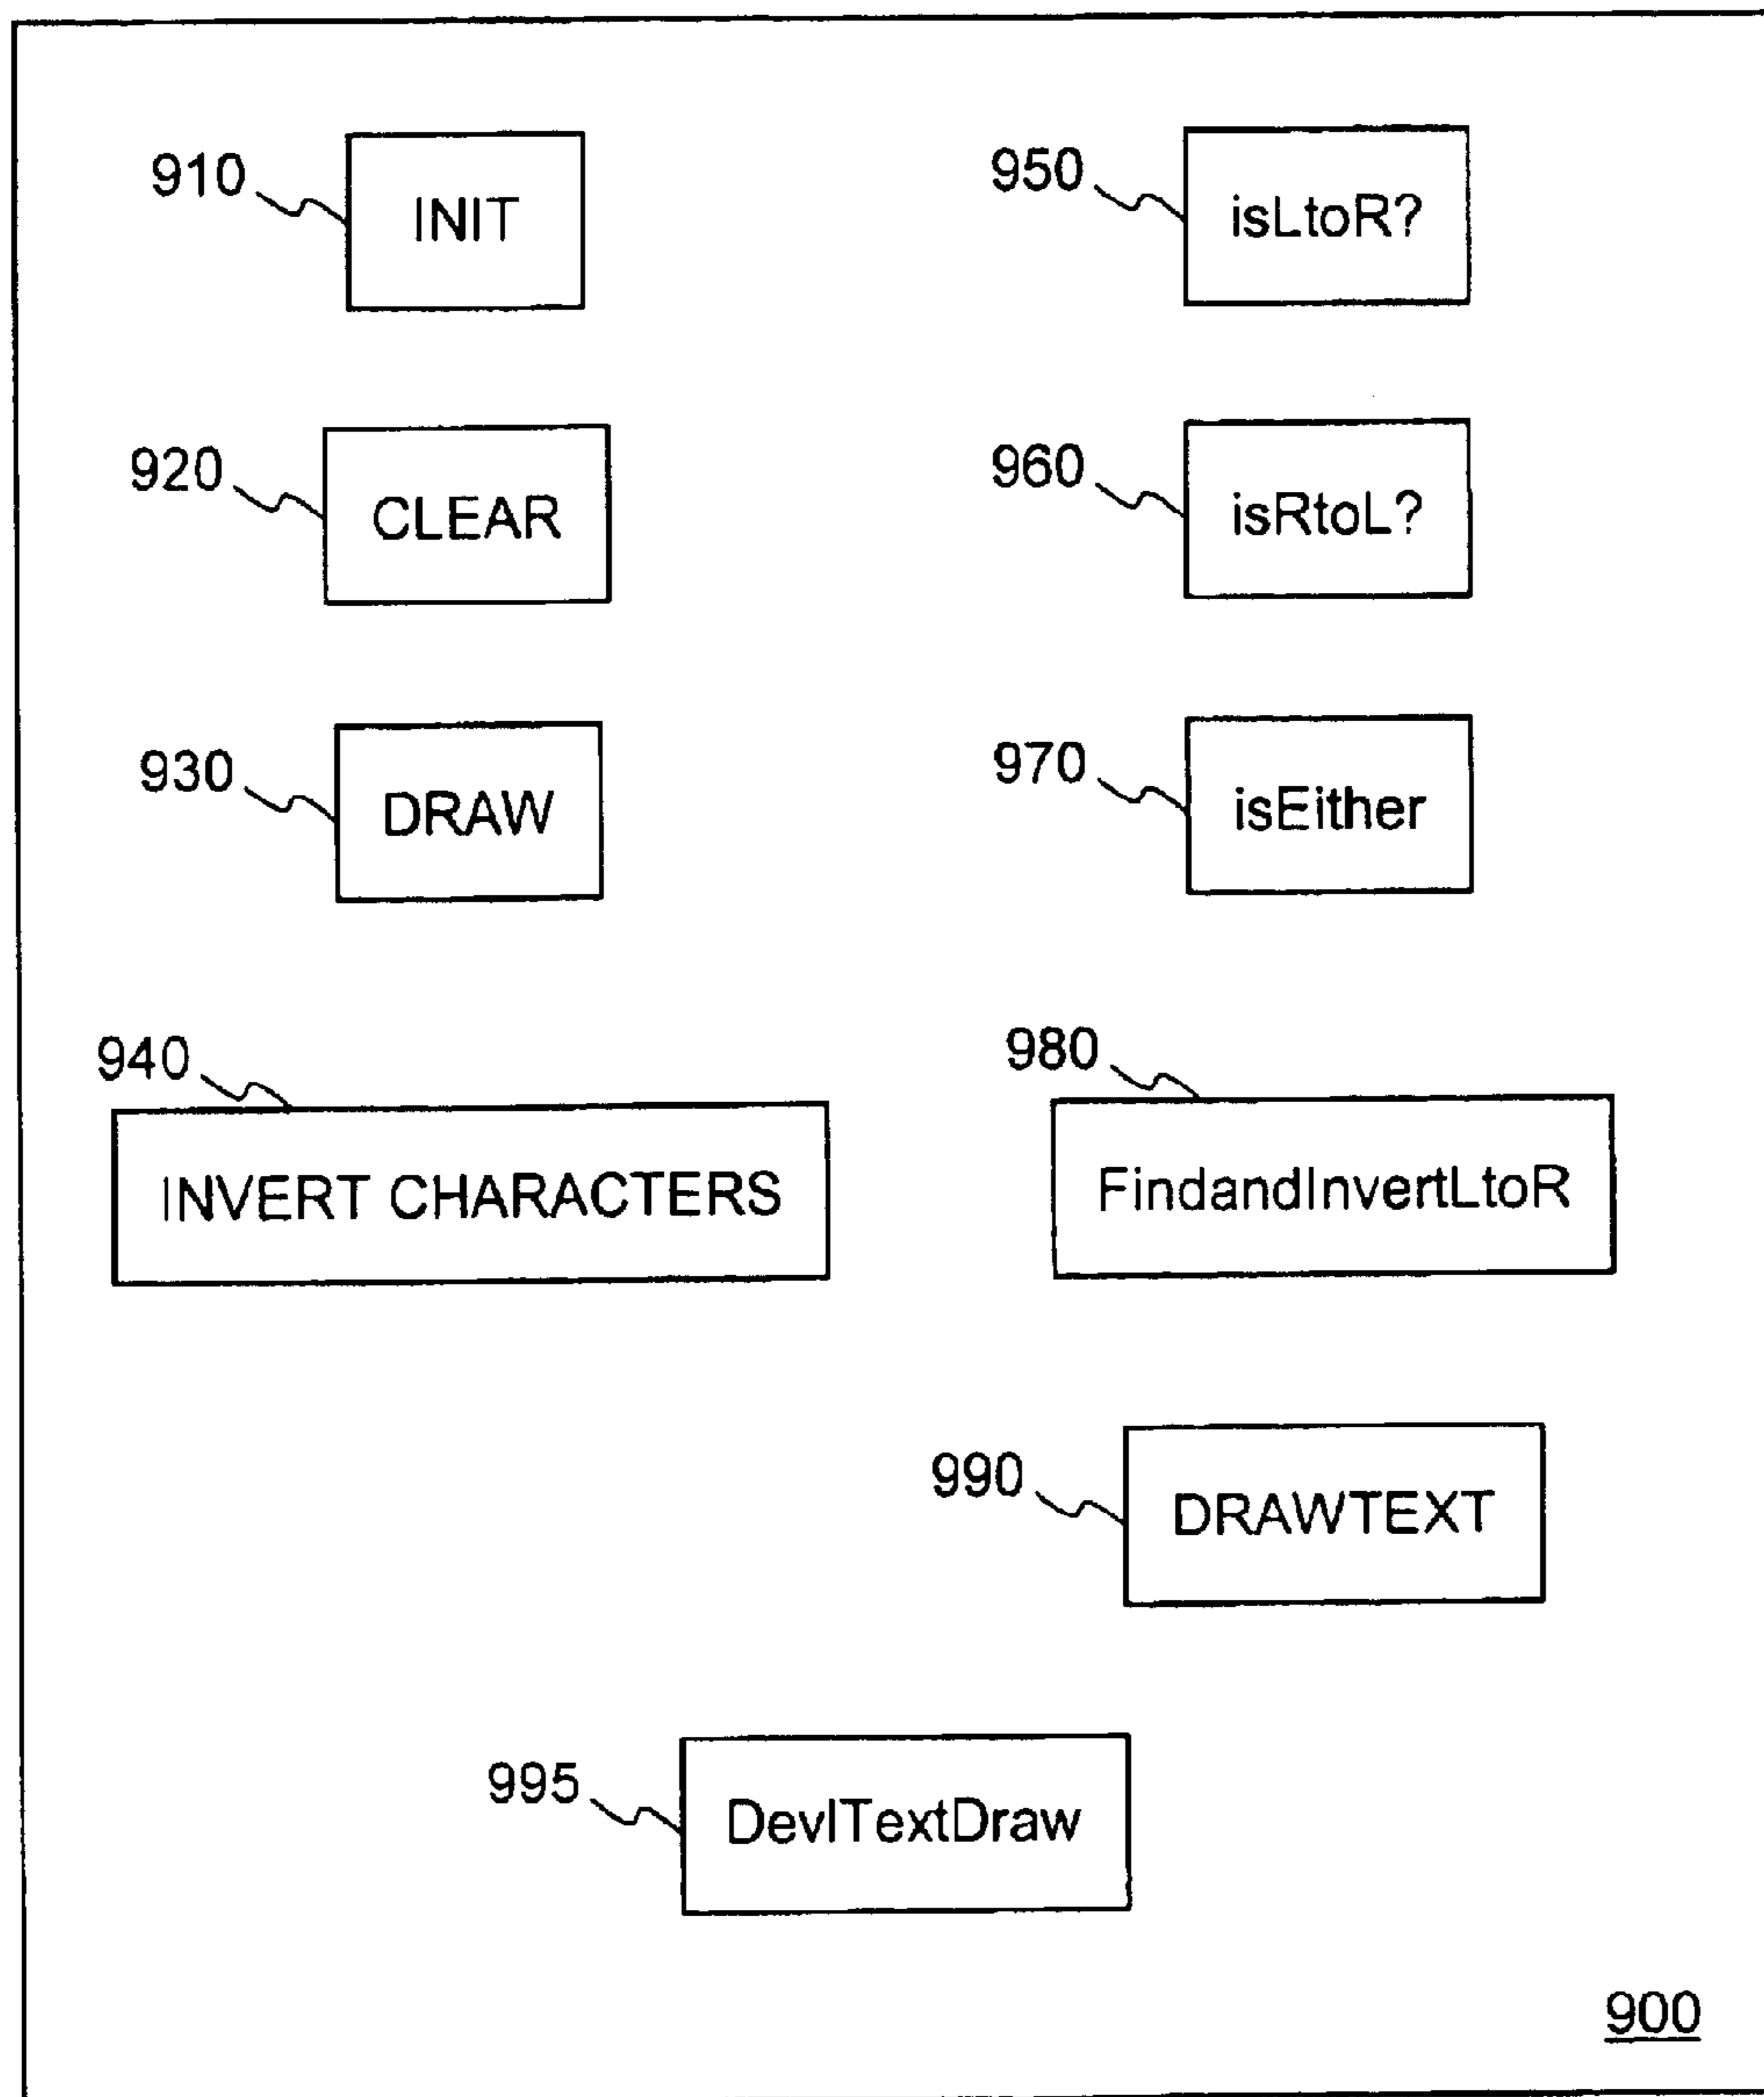 910
INIT
950
isLtoR?
920
CLEAR
960
isRtoL?
930
DRAW
970
isEither
940
INVERT CHARACTERS
980
FindandInvertLtoR
990
DRAWTEXT
995
DevlTextDraw
900